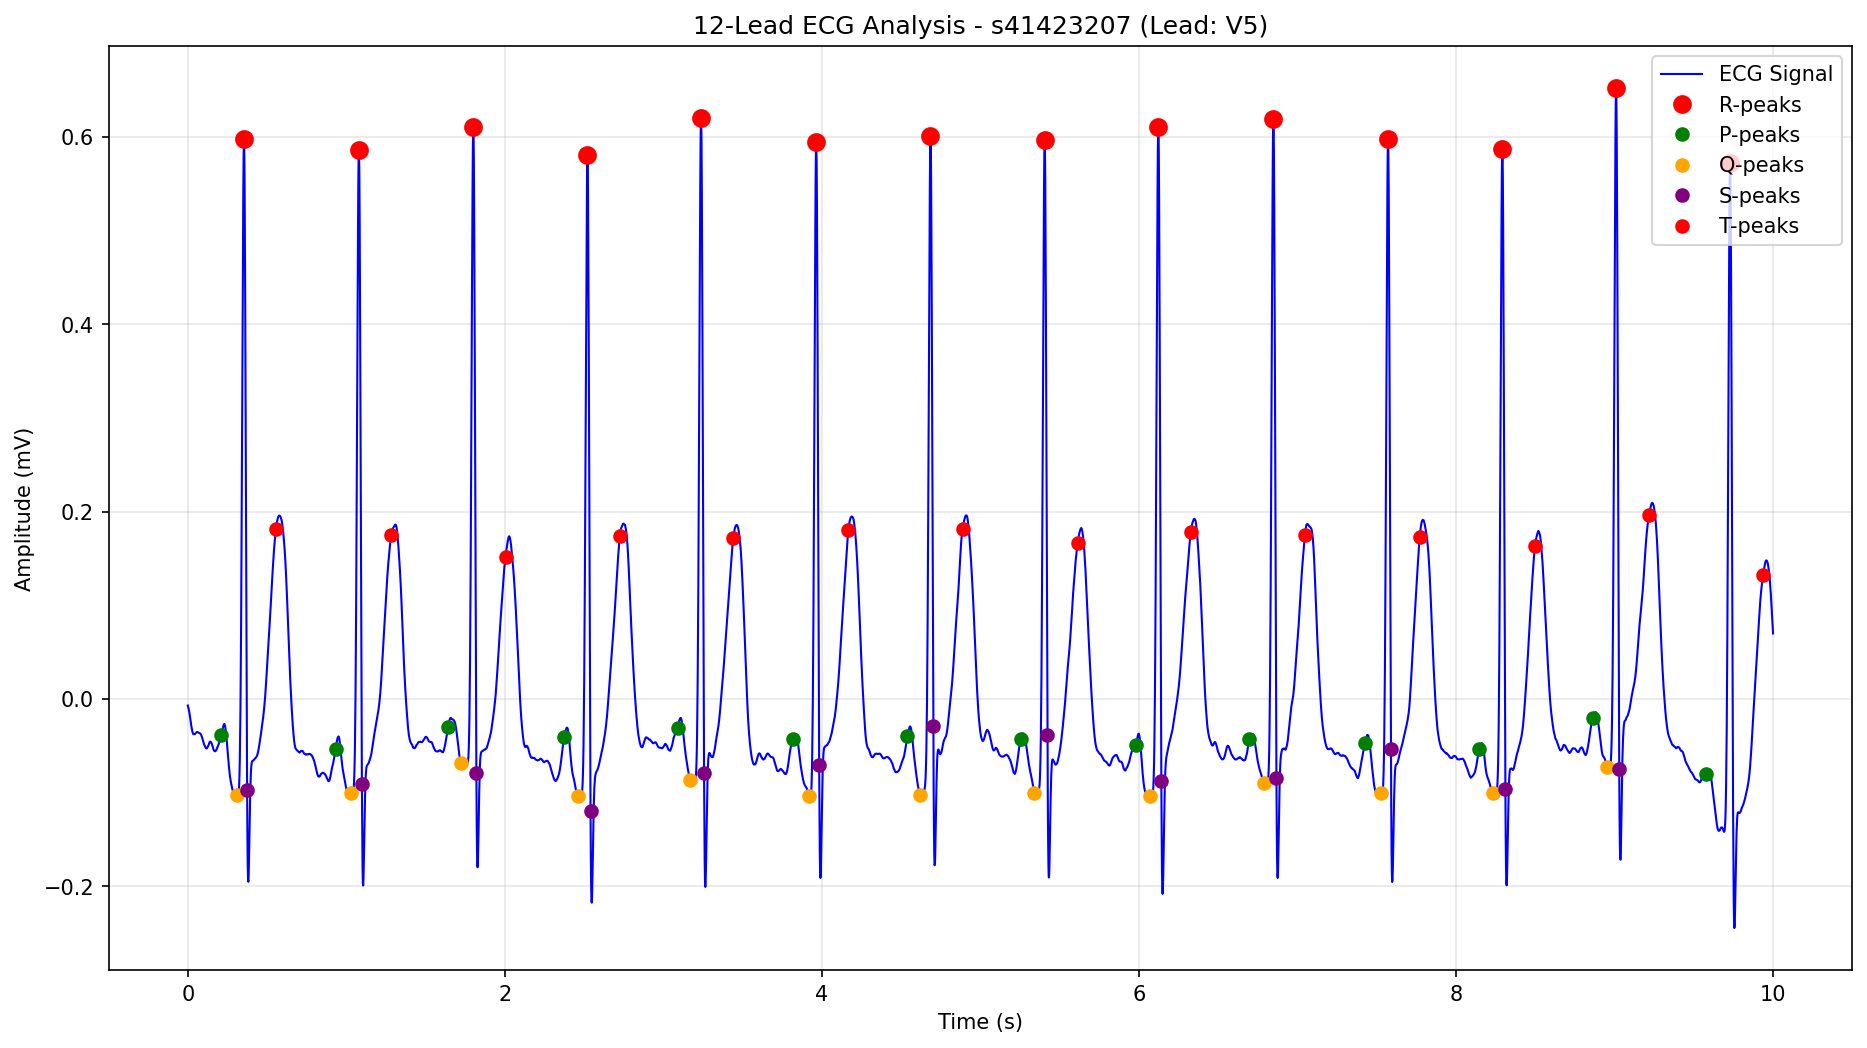 12-Lead ECG Analysis - s41423207 (Lead: V5)
ECG Signal
R-peaks
P-peaks
Q-peaks
S-peaks
T-peaks
Amplitude (mV)
0.6
0.4
0.2
0.0
−0.2
0 2 4 6 8 10
Time (s)